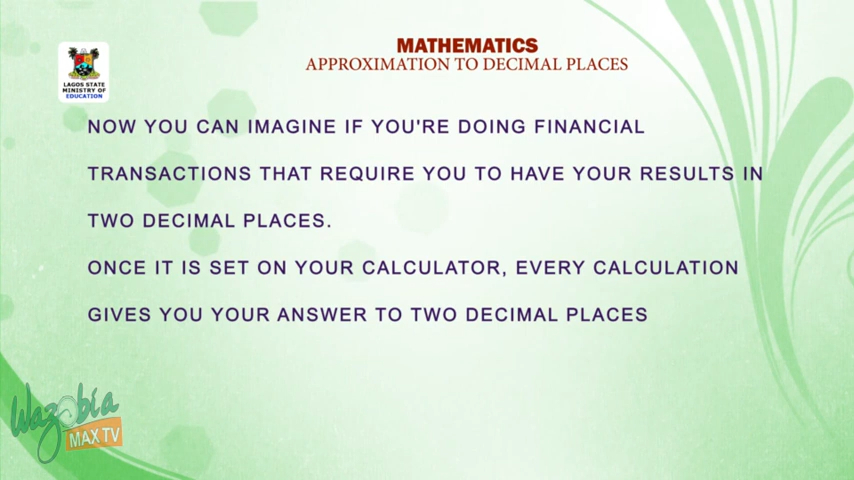 MATHEMATICS
APPROXIMATION TO DECIMAL PLACES
LAGOS STATE
MINISTRY OF
EDUCATION
NOW YOU CAN IMAGINE IF YOU'RE DOING FINANCIAL
TRANSACTIONS THAT REQUIRE YOU TO HAVE YOUR RESULTS IN
TWO DECIMAL PLACES.
ONCE IT IS SET ON YOUR CALCULATOR, EVERY CALCULATION
GIVES YOU YOUR ANSWER TO TWO DECIMAL PLACES
Wazobia
MAX TV